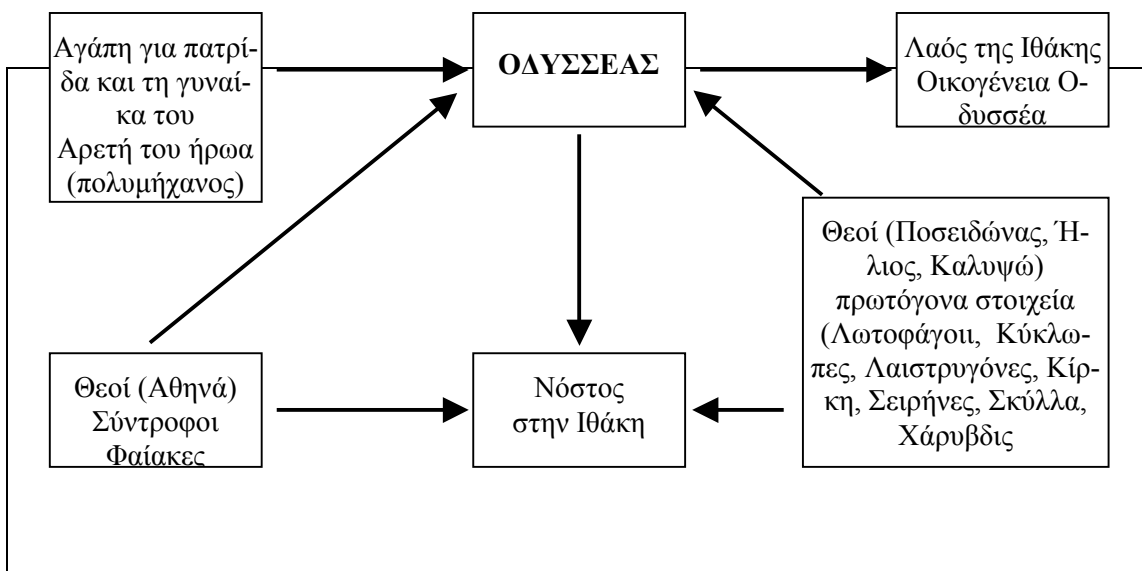 Αγάπη για πατρί-
δα και τη γυναί-
κα του
Αρετή του ήρωα
(πολυμήχανος)
ΟΔΥΣΣΕΑΣ
Λαός της Ιθάκης
Οικογένεια Ο-
δυσσέα
Θεοί (Αθηνά)
Σύντροφοι
Φαίακες
Νόστος
στην Ιθάκη
Θεοί (Ποσειδώνας, Ή-
λιος, Καλυψώ)
πρωτόγονα στοιχεία
(Λωτοφάγοιι, Κύκλω-
πες, Λαιστρυγόνες, Κίρ-
κη, Σειρήνες, Σκύλλα,
Χάρυβδις